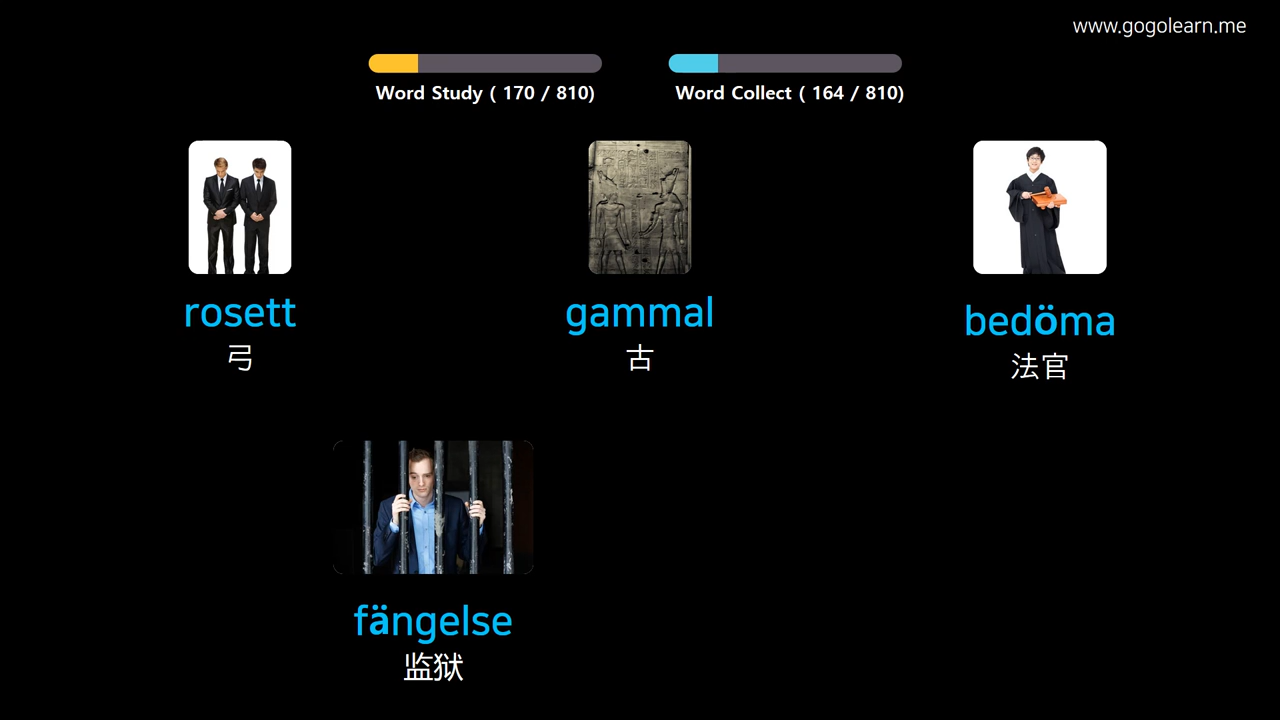 www.gogolearn.me
Word Study ( 170 / 810)
Word Collect ( 164 / 810)
rosett
弓
gammal
古
bedöma
法官
fängelse
监狱